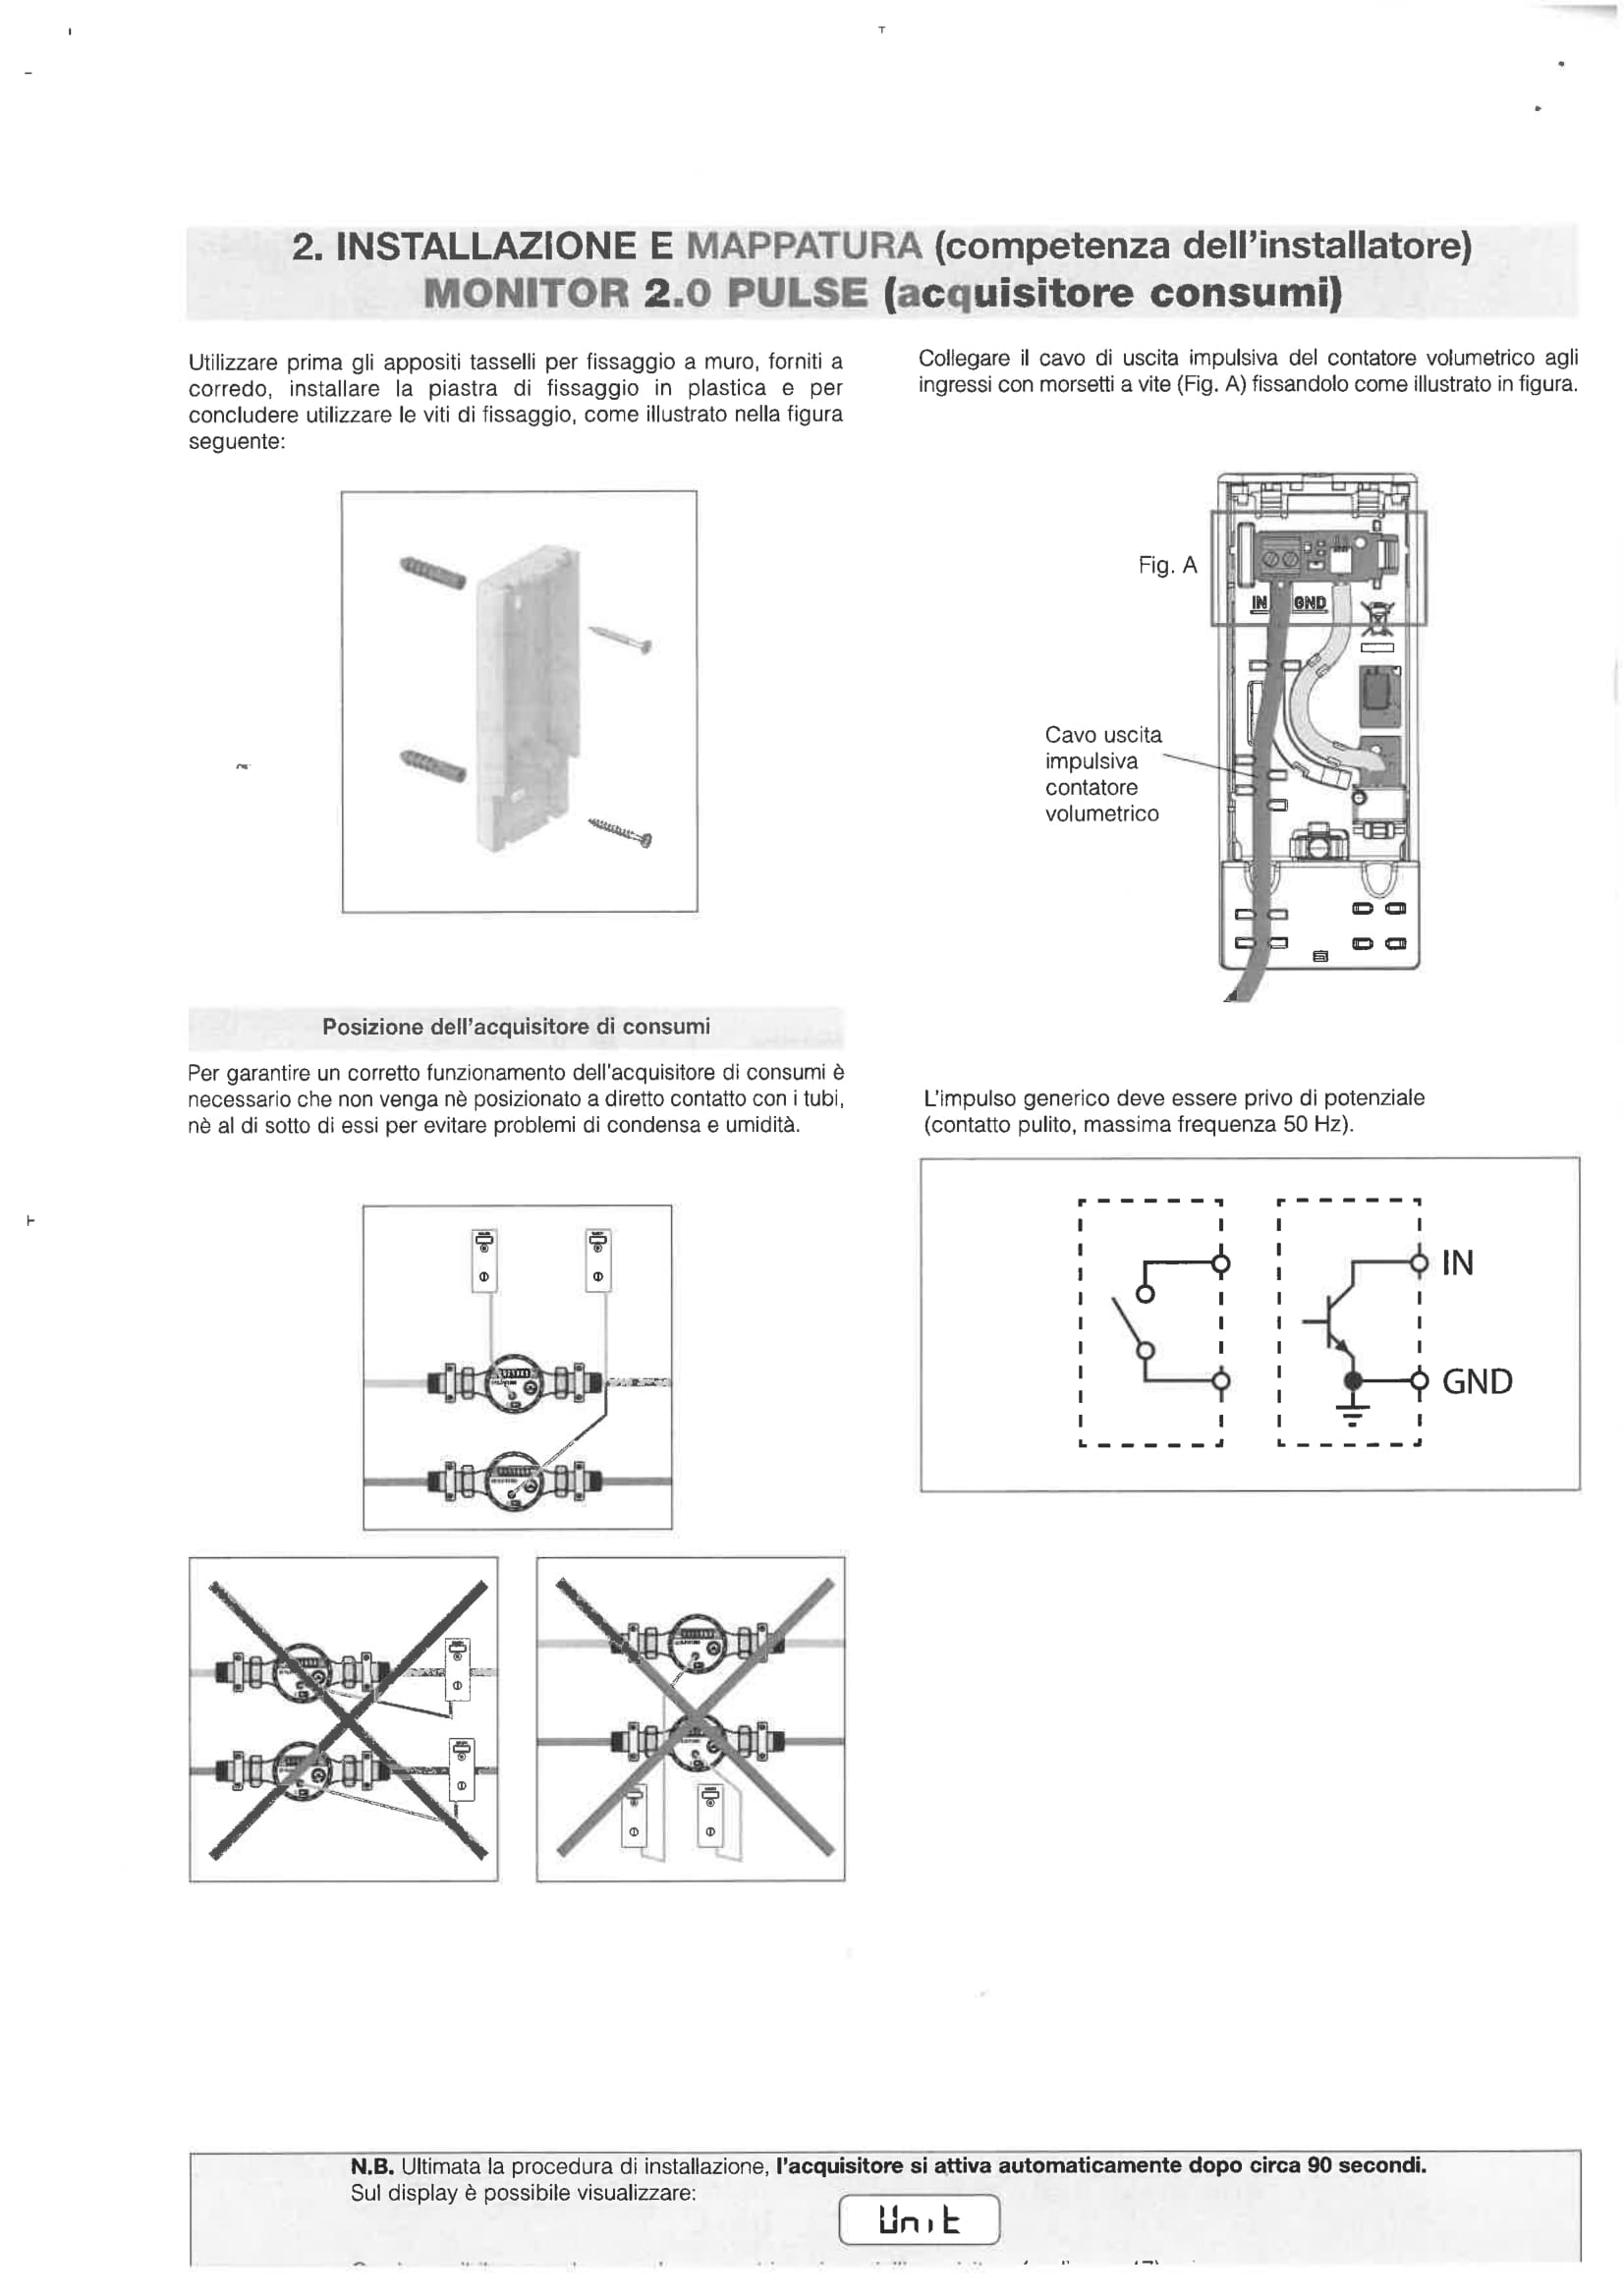 2. INSTALLAZIONE E MAPPATURA (competenza dell'installatore)
MONITOR 2.0 PULSE (acquisitore consumi)
Utilizzare prima gli appositi tasselli per fissaggio a muro, forniti a
corredo, installare la piastra di fissaggio in plastica e per
concludere utilizzare le viti di fissaggio, come illustrato nella figura
seguente:
Posizione dell'acquisitore di consumi
Per garantire un corretto funzionamento dell'acquisitore di consumi è
necessario che non venga nè posizionato a diretto contatto con i tubi,
nè al di sotto di essi per evitare problemi di condensa e umidità.
Collegare il cavo di uscita impulsiva del contatore volumetrico agli
ingressi con morsetti a vite (Fig. A) fissandolo come illustrato in figura.
Fig. A
IN GND
Cavo uscita
impulsiva
contatore
volumetrico
L'impulso generico deve essere privo di potenziale
(contatto pulito, massima frequenza 50 Hz).
IN
GND
N.B. Ultimata la procedura di installazione, l'acquisitore si attiva automaticamente dopo circa 90 secondi.
Sul display è possibile visualizzare:
Unit